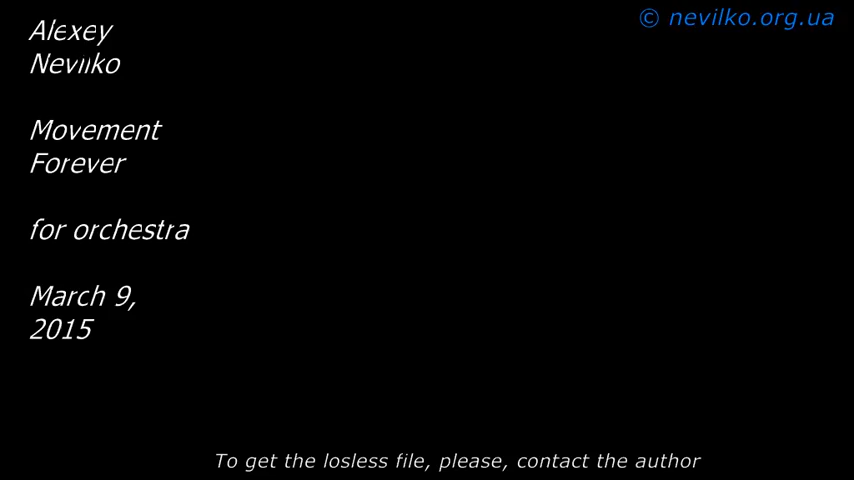 © nevilko.org.ua
Alexey
Nevilko
Movement
Forever
for orchestra
March 9,
2015
To get the losless file, please, contact the author